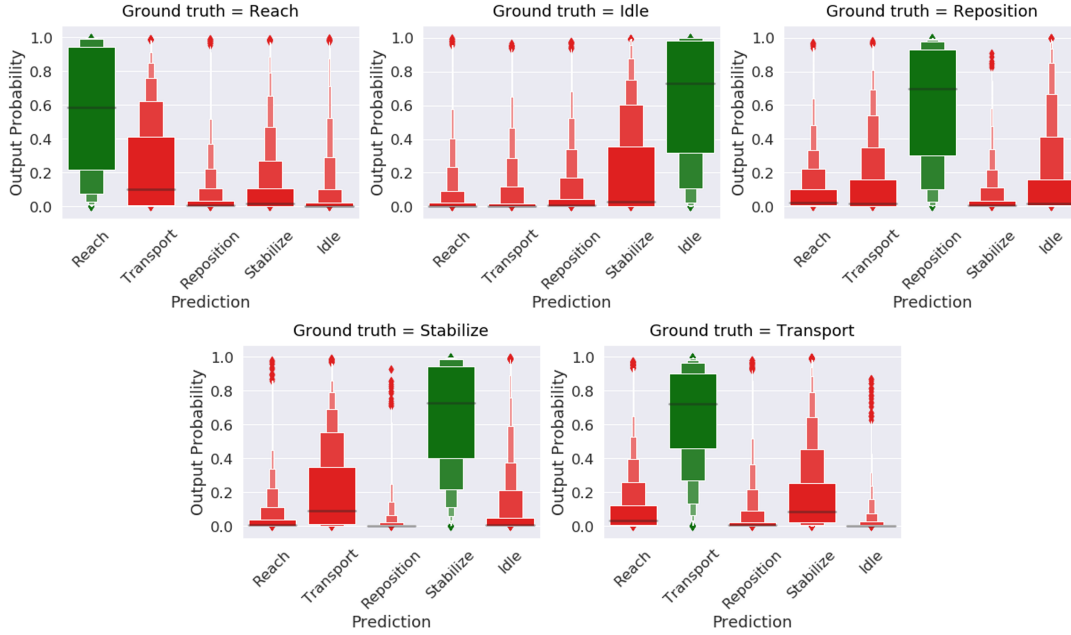 Ground truth = Reach
Output Probability
1.0
0.8
0.6
0.4
0.2
0.0
Reach
Transport
Reposition
Stabilize
Idle
Prediction
Ground truth = Idle
Output Probability
1.0
0.8
0.6
0.4
0.2
0.0
Reach
Transport
Reposition
Stabilize
Idle
Prediction
Ground truth = Reposition
Output Probability
1.0
0.8
0.6
0.4
0.2
0.0
Reach
Transport
Reposition
Stabilize
Idle
Prediction
Ground truth = Stabilize
Output Probability
1.0
0.8
0.6
0.4
0.2
0.0
Reach
Transport
Reposition
Stabilize
Idle
Prediction
Ground truth = Transport
Output Probability
1.0
0.8
0.6
0.4
0.2
0.0
Reach
Transport
Reposition
Stabilize
Idle
Prediction